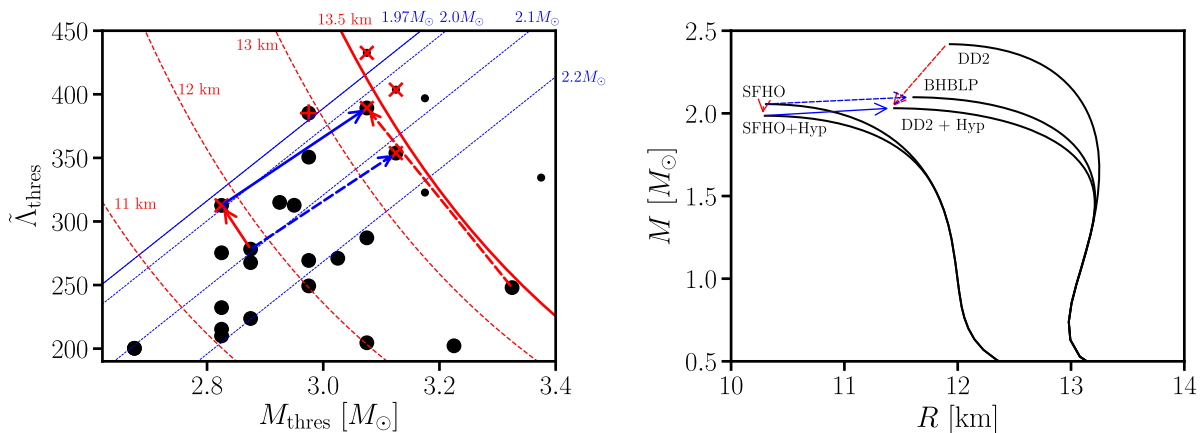 13.5 km 1.97M⊙ 2.0M⊙ 2.1M⊙
450
13 km
2.2M⊙
12 km
400
350
300
11 km
250
200
Λ̃thres
2.8 3.0 3.2 3.4
Mthres [M⊙]
2.5
DD2
BHBLP
SFHO
2.0
SFHO+Hyp
DD2 + Hyp
1.5
1.0
0.5
M [M⊙]
10 11 12 13 14
R [km]